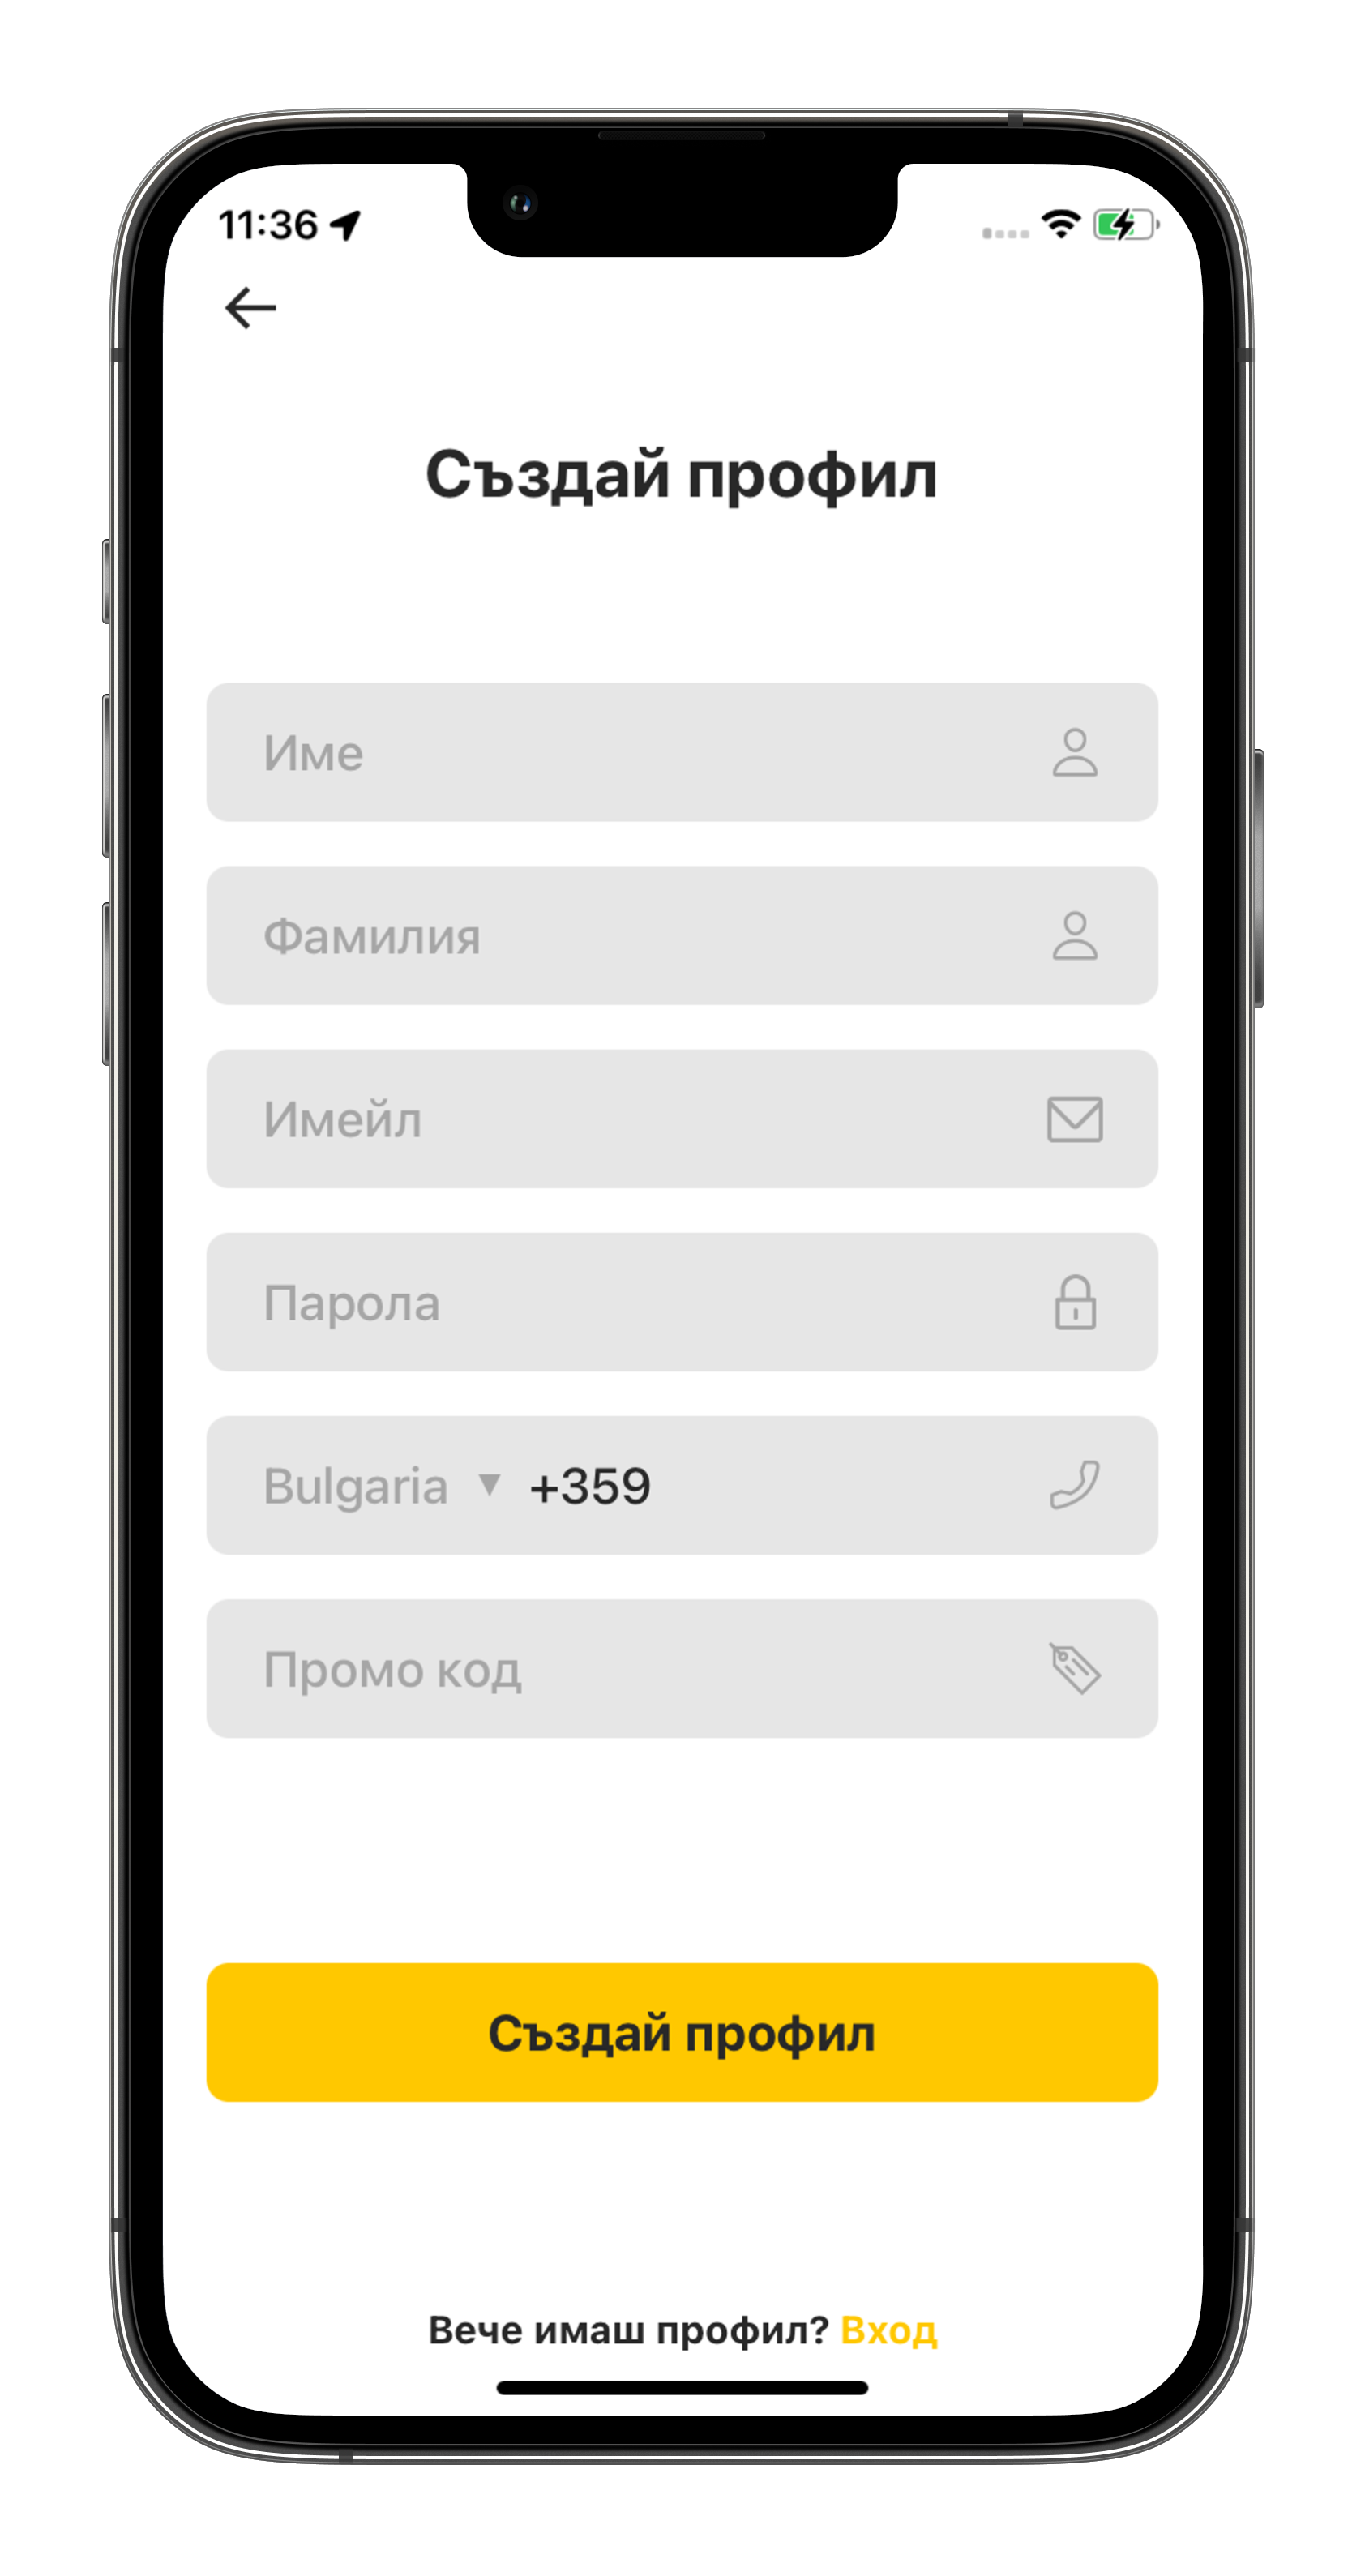 11:36
Създай профил
Име
Фамилия
Имейл
Парола
Bulgaria ▼ +359
Промо код
Създай профил
Вече имаш профил? Вход